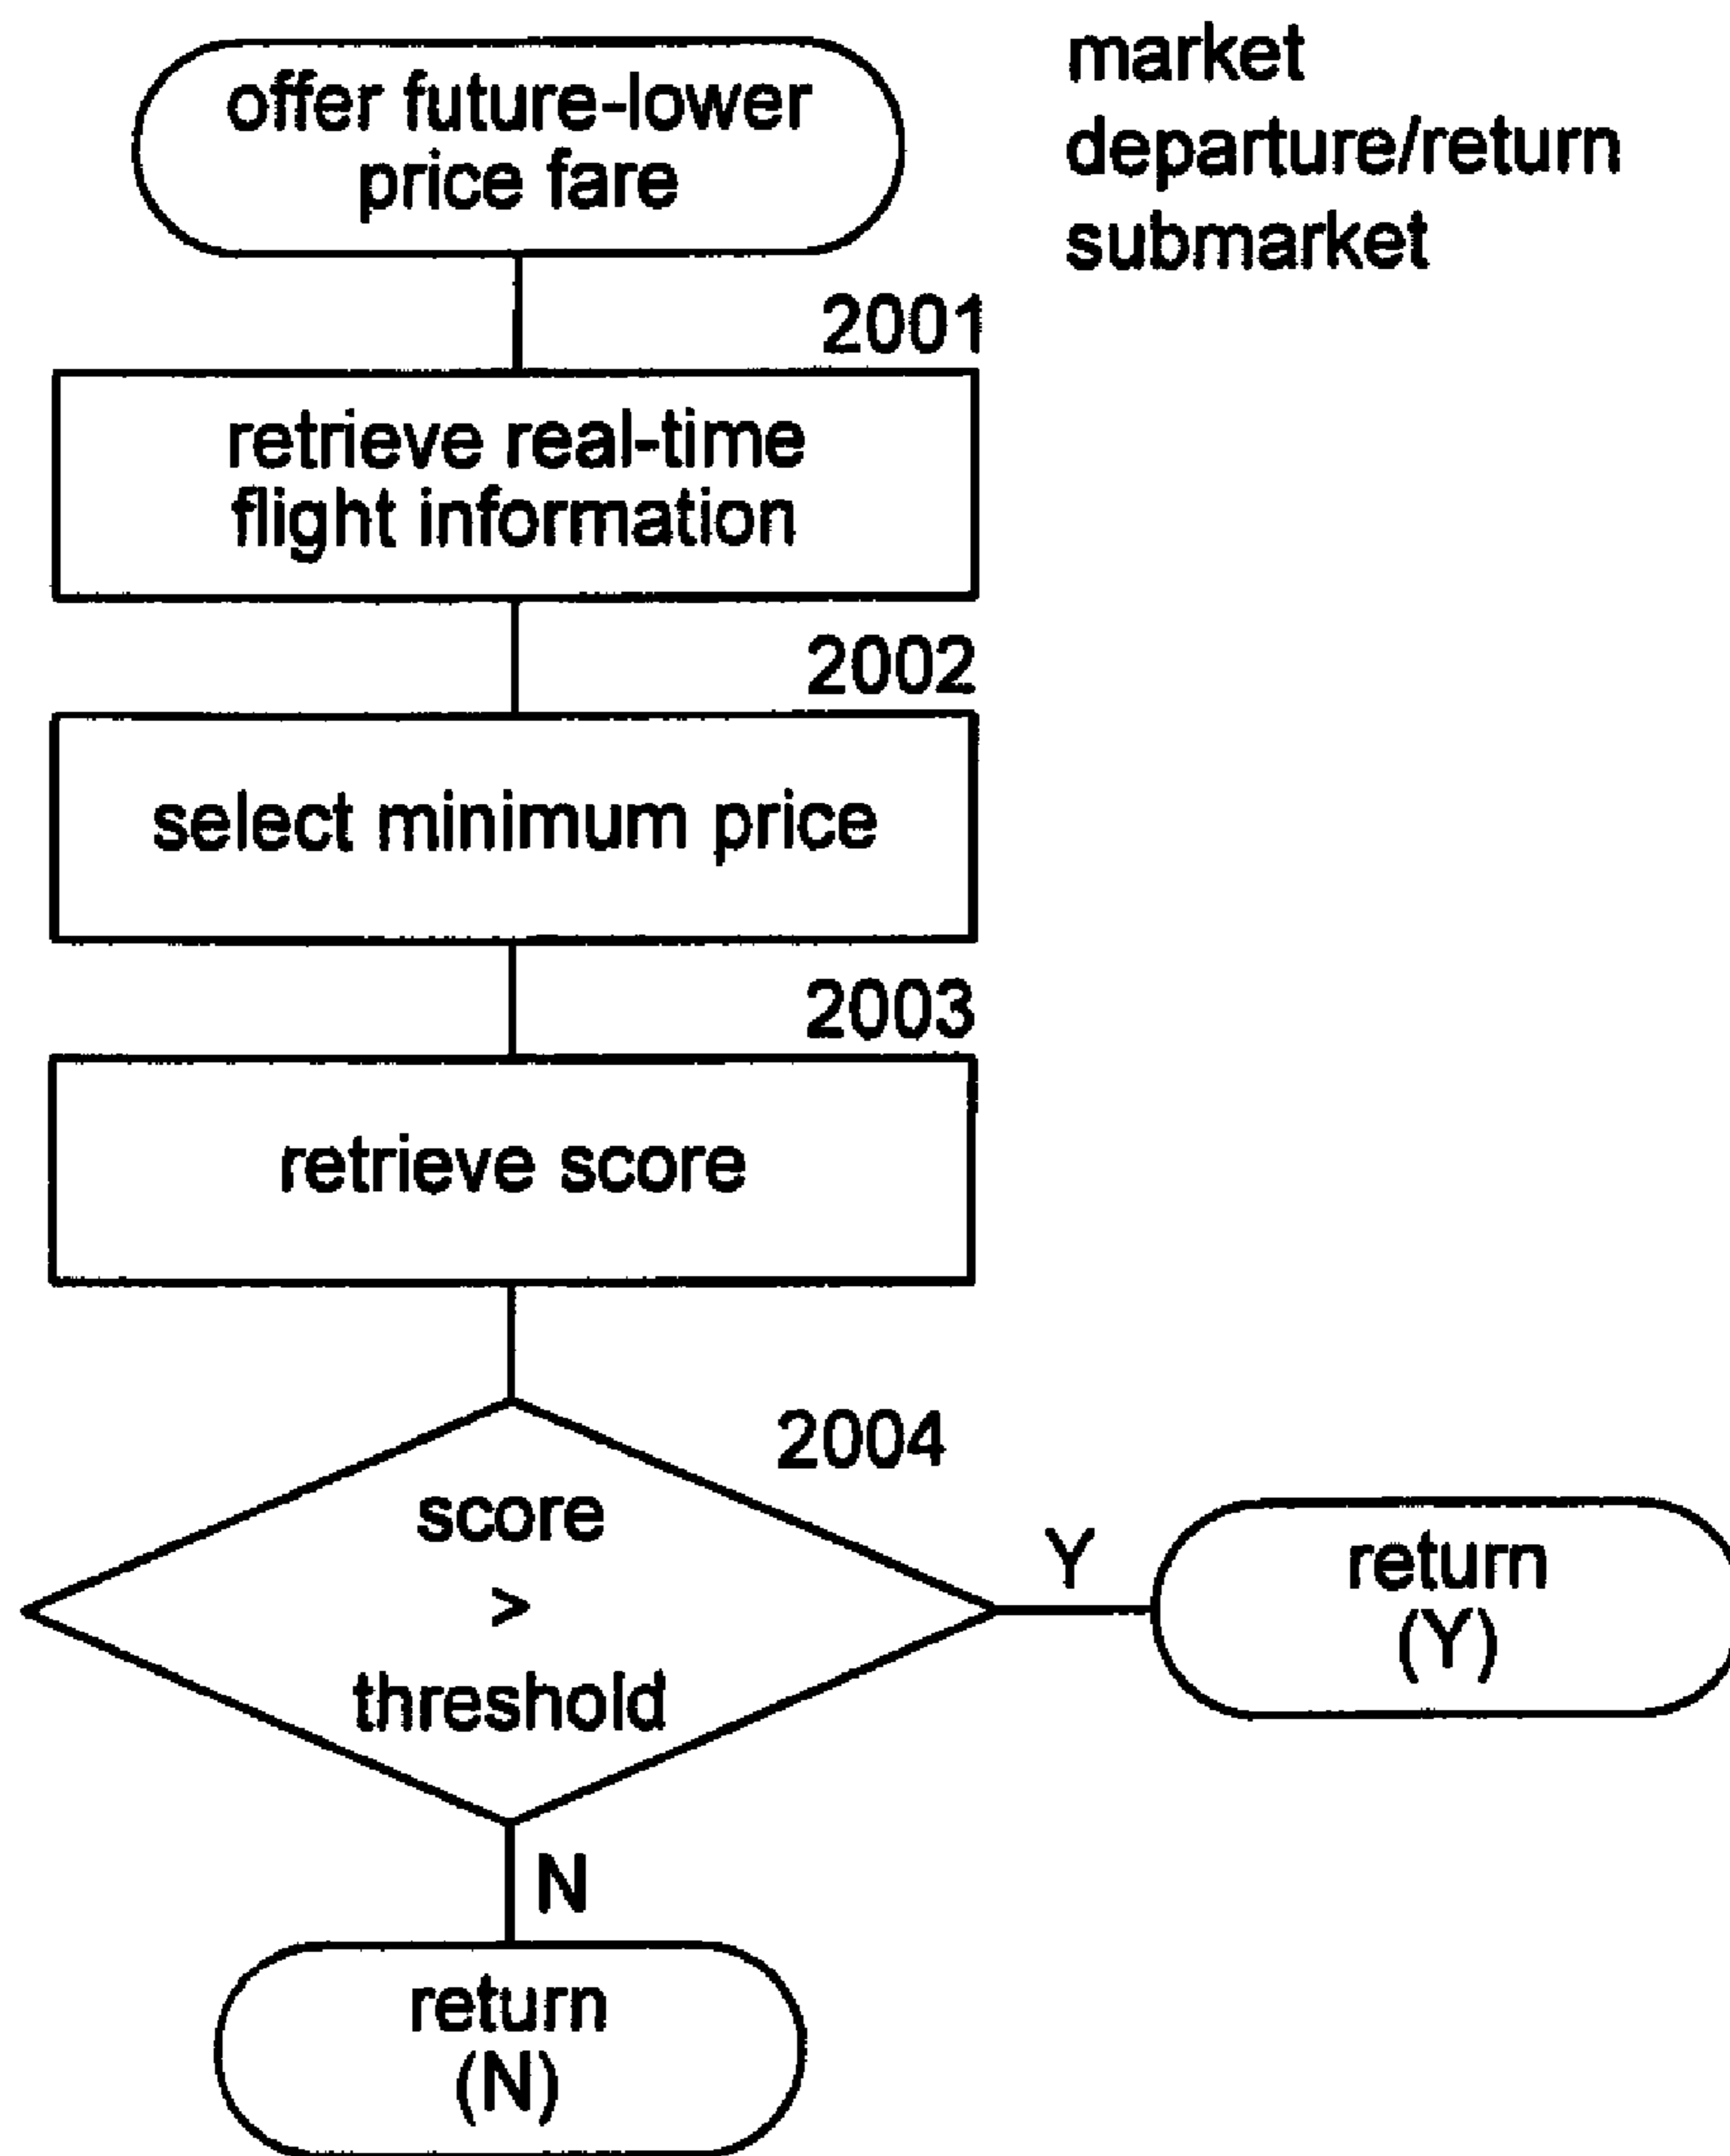 offer future-lower
price fare
market
departure/return
submarket
2001
retrieve real-time
flight information
2002
select minimum price
2003
retrieve score
2004
score
>
threshold
Y
return
(Y)
N
return
(N)